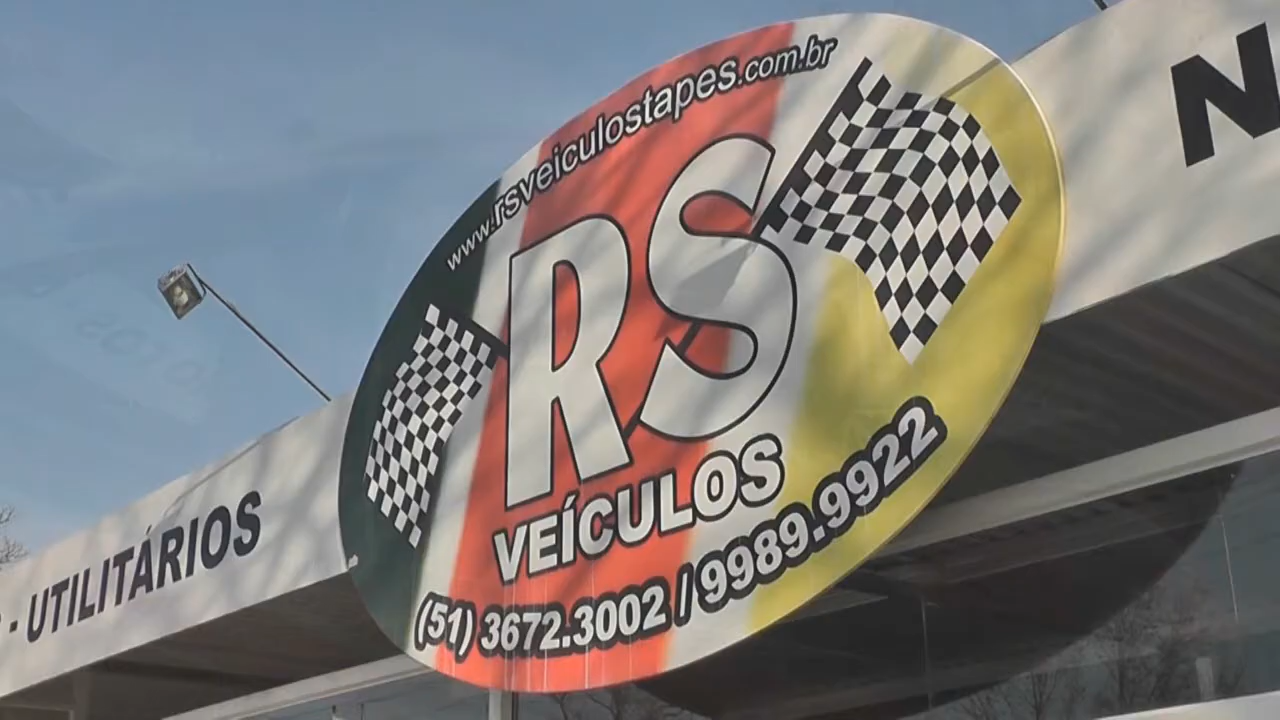 www.rsveiculostapes.com.br
RS
VEÍCULOS
(51) 3672.3002 / 9989.9922
- UTILITÁRIOS